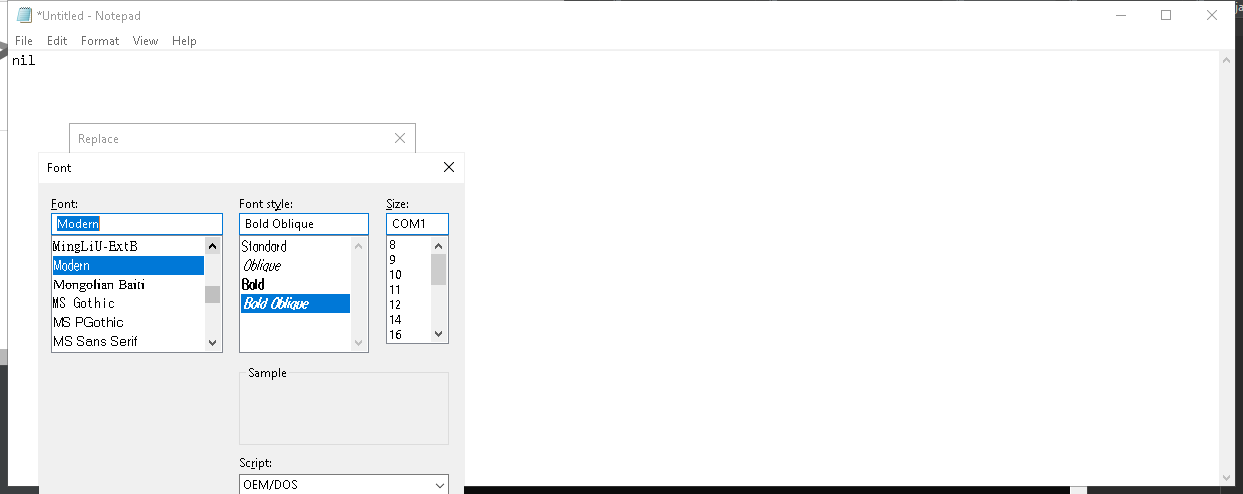 *Untitled - Notepad
File Edit Format View Help
nil
Replace
Font
Font: Font style: Size:
Modern Bold Oblique COM1
MingLiU-ExtB Standard 8
Modern Oblique 9
Mongolian Baiti Bold 10
MS Gothic Bold Oblique 11
MS PGothic 12
MS Sans Serif 14
16
Sample
Script:
OEM/DOS